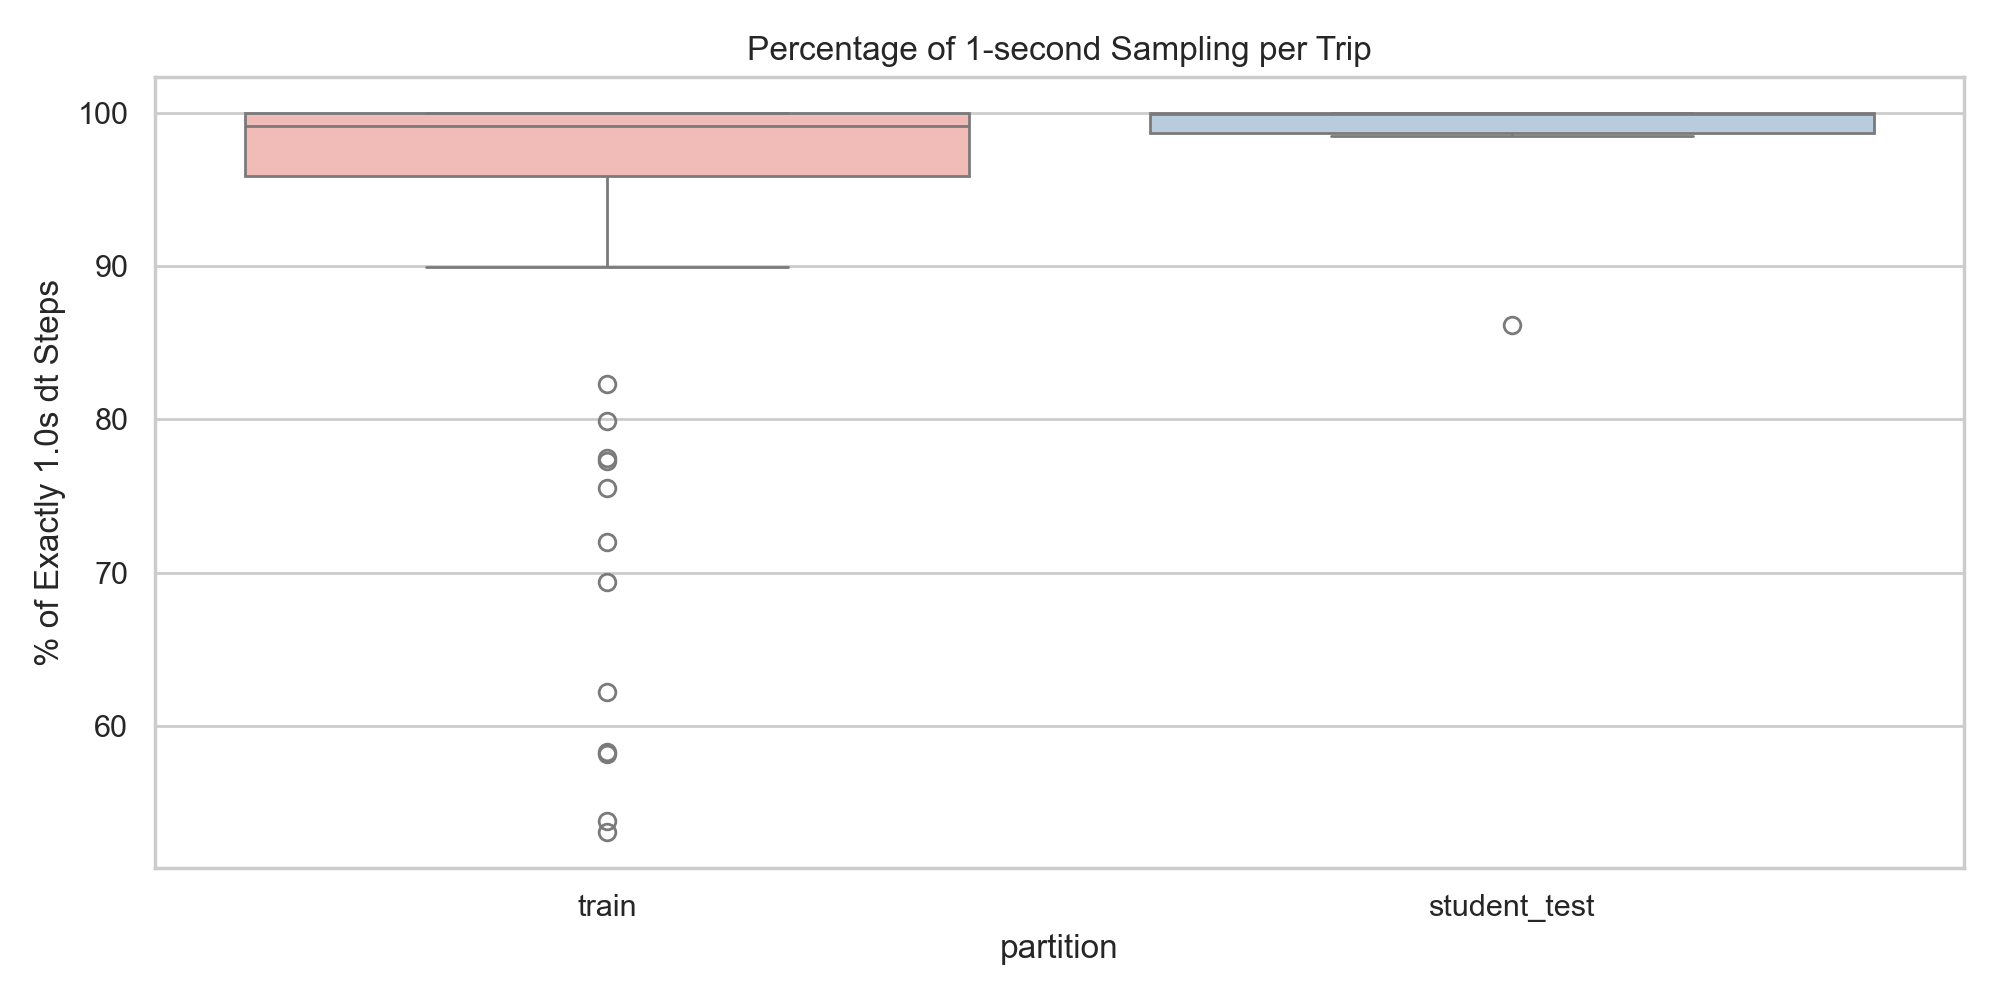 Percentage of 1-second Sampling per Trip
% of Exactly 1.0s dt Steps
100
90
80
70
60
train
student_test
partition